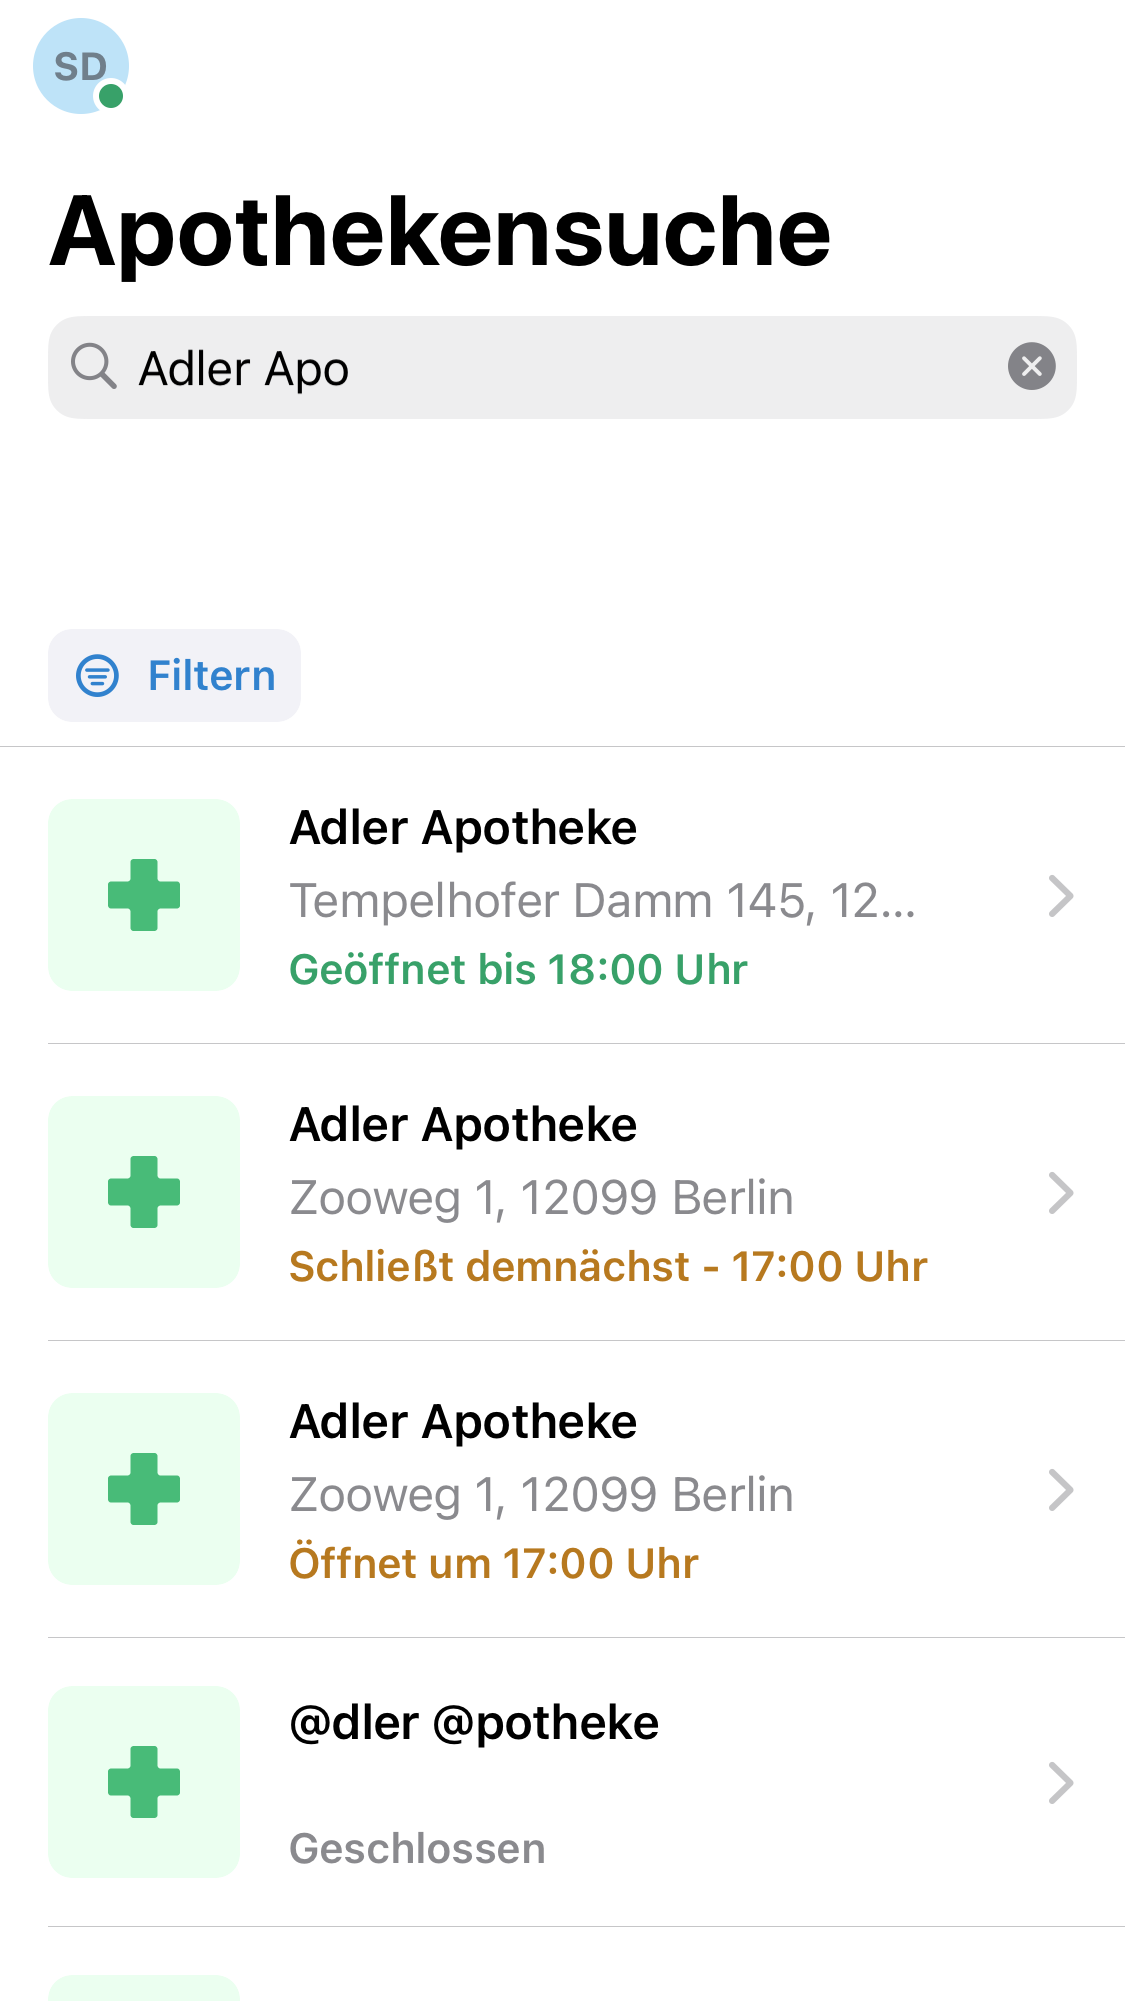 SD
Apothekensuche
Adler Apo
Filtern
Adler Apotheke
Tempelhofer Damm 145, 12...
Geöffnet bis 18:00 Uhr
Adler Apotheke
Zooweg 1, 12099 Berlin
Schließt demnächst - 17:00 Uhr
Adler Apotheke
Zooweg 1, 12099 Berlin
Öffnet um 17:00 Uhr
@dler @potheke
Geschlossen